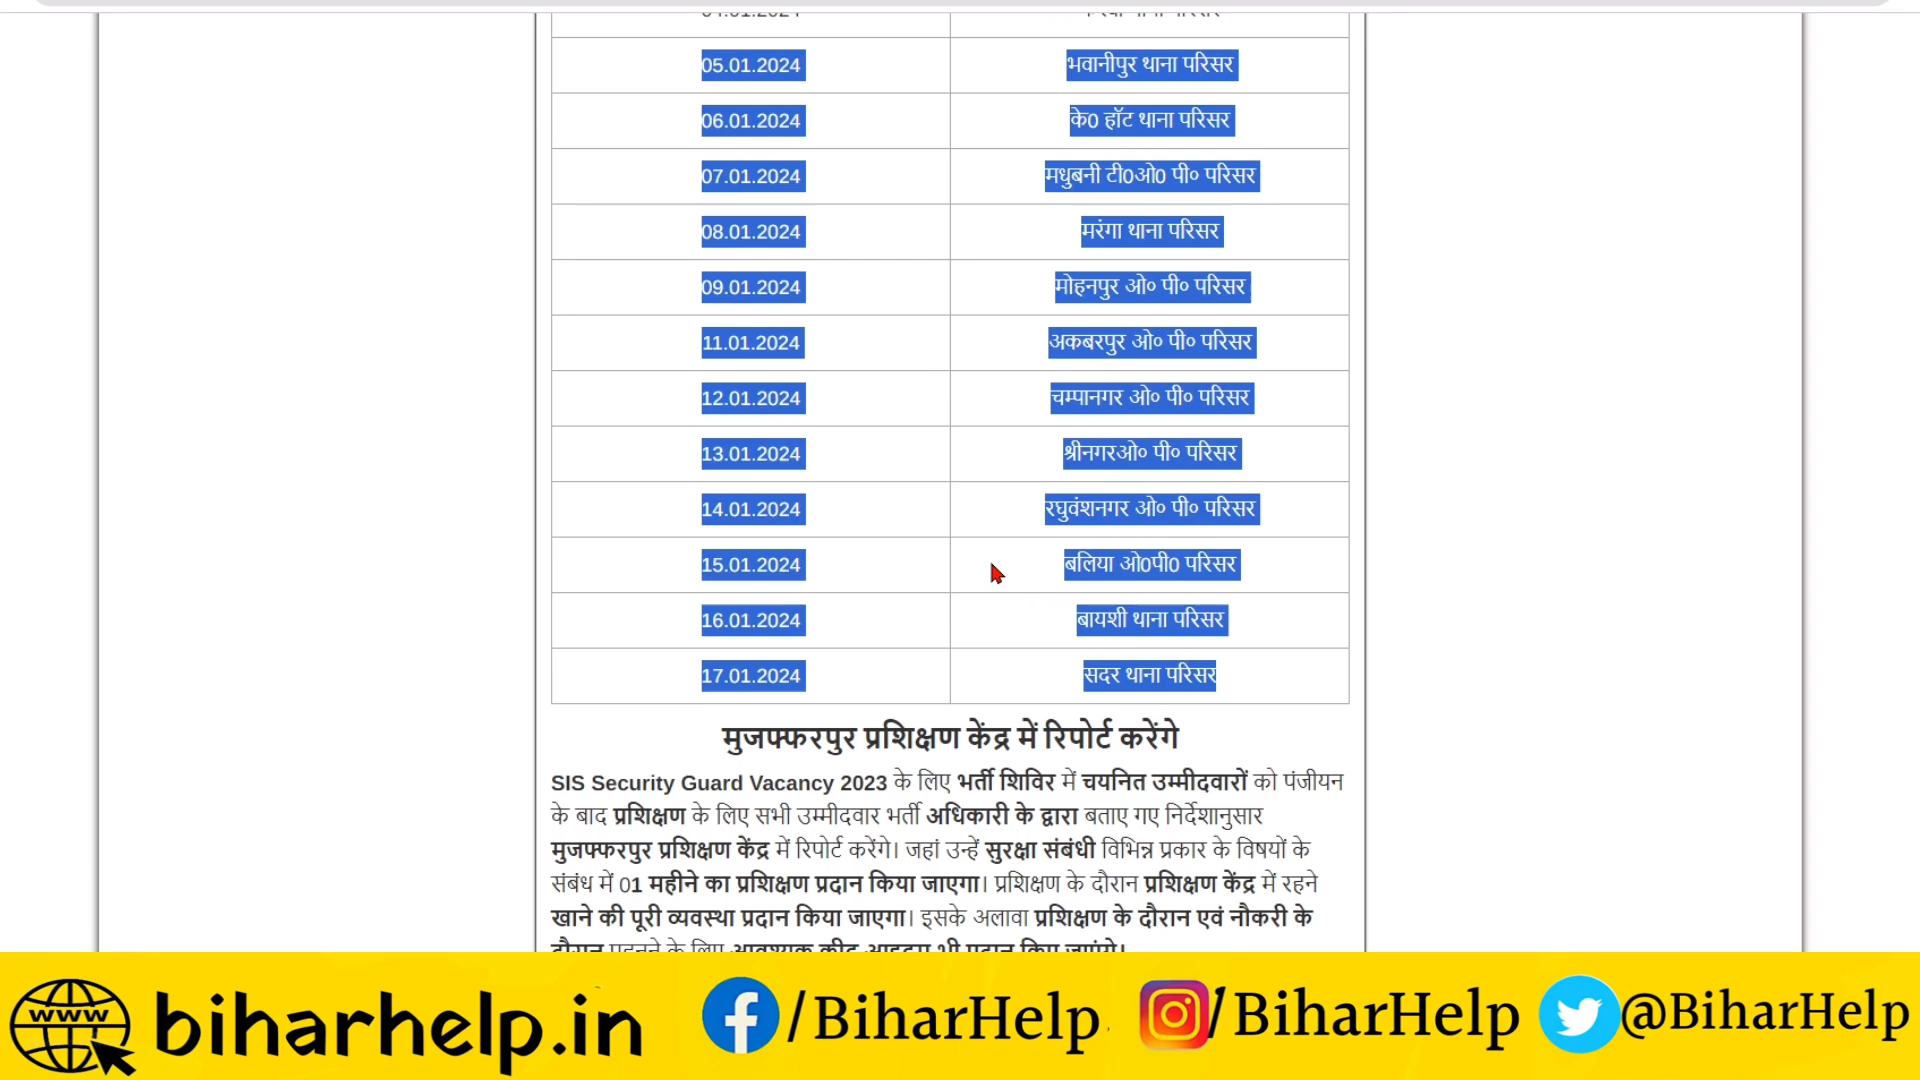 05.01.2024 भवानीपुर थाना परिसर
06.01.2024 के0 हॉट थाना परिसर
07.01.2024 मधुबनी टी0ओ0 पी० परिसर
08.01.2024 मरंगा थाना परिसर
09.01.2024 मोहनपुर ओ० पी० परिसर
11.01.2024 अकबरपुर ओ० पी० परिसर
12.01.2024 चम्पानगर ओ० पी० परिसर
13.01.2024 श्रीनगरओ० पी० परिसर
14.01.2024 रघुवंशनगर ओ० पी० परिसर
15.01.2024 बलिया ओ0पी0 परिसर
16.01.2024 बायशी थाना परिसर
17.01.2024 सदर थाना परिसर
मुजफ्फरपुर प्रशिक्षण केंद्र में रिपोर्ट करेंगे
SIS Security Guard Vacancy 2023 के लिए भर्ती शिविर में चयनित उम्मीदवारों को पंजीयन
के बाद प्रशिक्षण के लिए सभी उम्मीदवार भर्ती अधिकारी के द्वारा बताए गए निर्देशानुसार
मुजफ्फरपुर प्रशिक्षण केंद्र में रिपोर्ट करेंगे। जहां उन्हें सुरक्षा संबंधी विभिन्न प्रकार के विषयों के
संबंध में 01 महीने का प्रशिक्षण प्रदान किया जाएगा। प्रशिक्षण के दौरान प्रशिक्षण केंद्र में रहने
खाने की पूरी व्यवस्था प्रदान किया जाएगा। इसके अलावा प्रशिक्षण के दौरान एवं नौकरी के
www biharhelp.in /BiharHelp /BiharHelp @BiharHelp